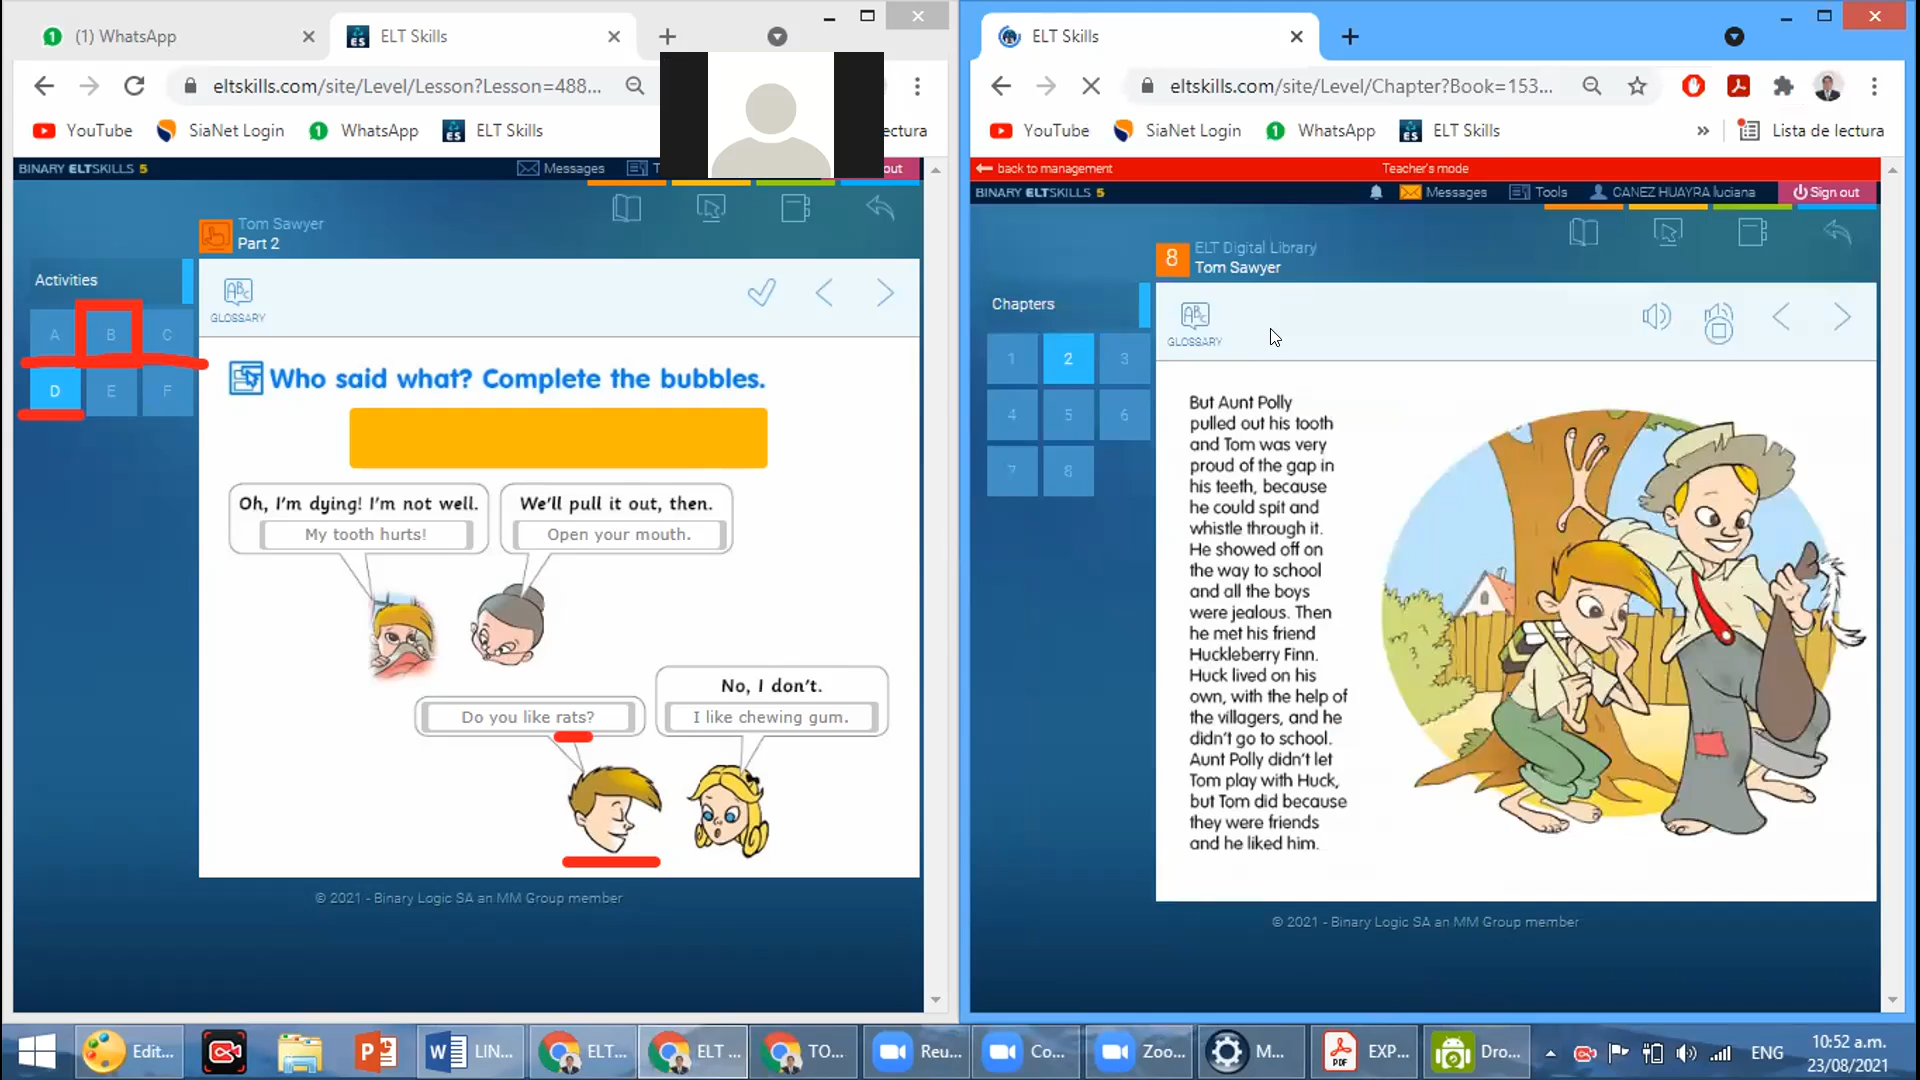 (1) WhatsApp
ELT Skills
eltskills.com/site/Level/Lesson?Lesson=488...
YouTube
SiaNet Login
WhatsApp
ELT Skills
ectura
BINARY ELTSKILLS 5
Messages
T
out
Tom Sawyer
Part 2
Activities
A B C
D E F
ABC
GLOSSARY
Who said what? Complete the bubbles.
Oh, I'm dying! I'm not well.
My tooth hurts!
We'll pull it out, then.
Open your mouth.
Do you like rats?
No, I don't.
I like chewing gum.
© 2021 - Binary Logic SA an MM Group member
ELT Skills
eltskills.com/site/Level/Chapter?Book=153...
YouTube
SiaNet Login
WhatsApp
ELT Skills
»
Lista de lectura
back to management
Teacher's mode
BINARY ELTSKILLS 5
Messages
Tools
CANEZ HUAYRA luciana
Sign out
8
ELT Digital Library
Tom Sawyer
Chapters
1 2 3
4 5 6
7 8
ABC
GLOSSARY
But Aunt Polly
pulled out his tooth
and Tom was very
proud of the gap in
his teeth, because
he could spit and
whistle through it.
He showed off on
the way to school
and all the boys
were jealous. Then
he met his friend
Huckleberry Finn.
Huck lived on his
own, with the help of
the villagers, and he
didn't go to school.
Aunt Polly didn't let
Tom play with Huck,
but Tom did because
they were friends
and he liked him.
© 2021 - Binary Logic SA an MM Group member
Edit...
LIN...
ELT...
ELT ...
TO...
Reu...
Co...
Zoo...
M...
EXP...
Dro...
ENG
10:52 a.m.
23/08/2021